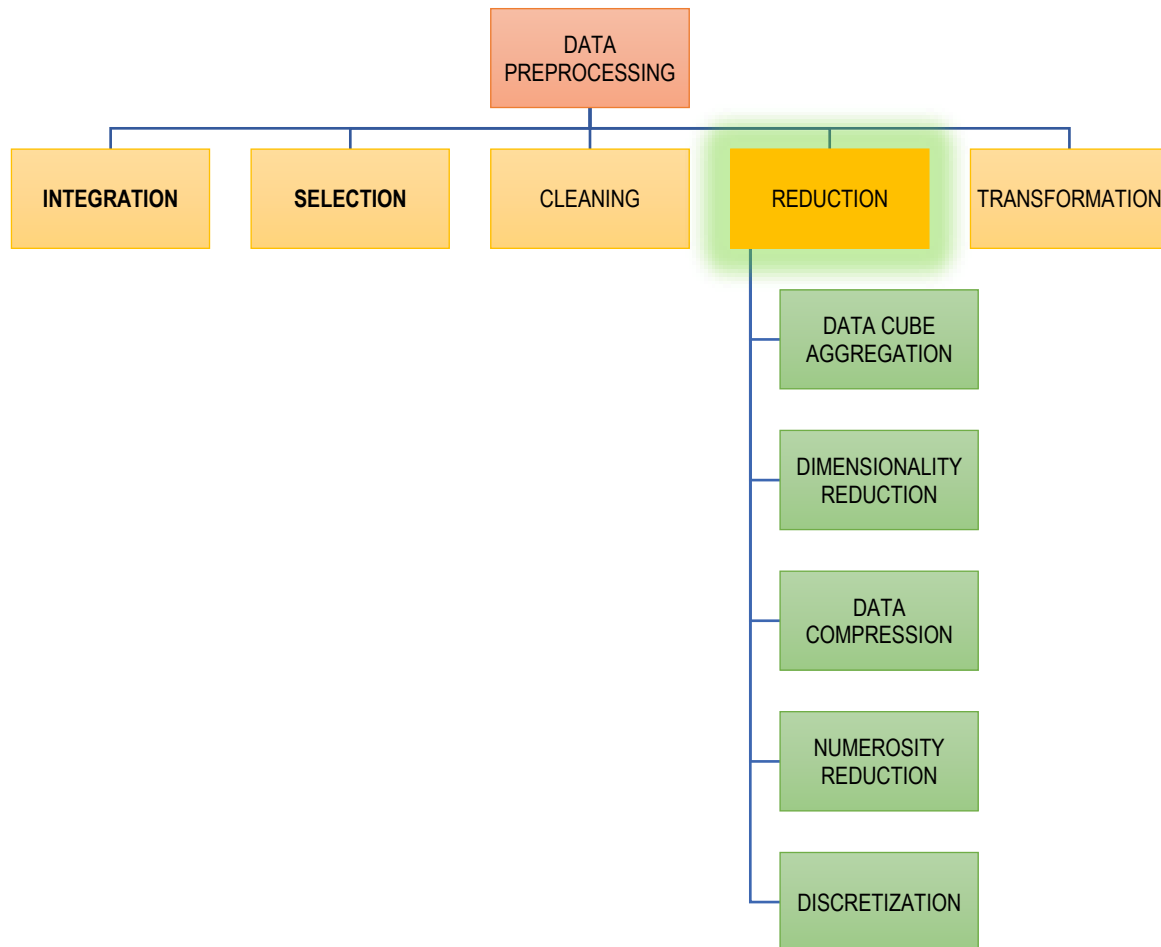 DATA
PREPROCESSING
INTEGRATION
SELECTION
CLEANING
REDUCTION
TRANSFORMATION
DATA CUBE
AGGREGATION
DIMENSIONALITY
REDUCTION
DATA
COMPRESSION
NUMEROSITY
REDUCTION
DISCRETIZATION